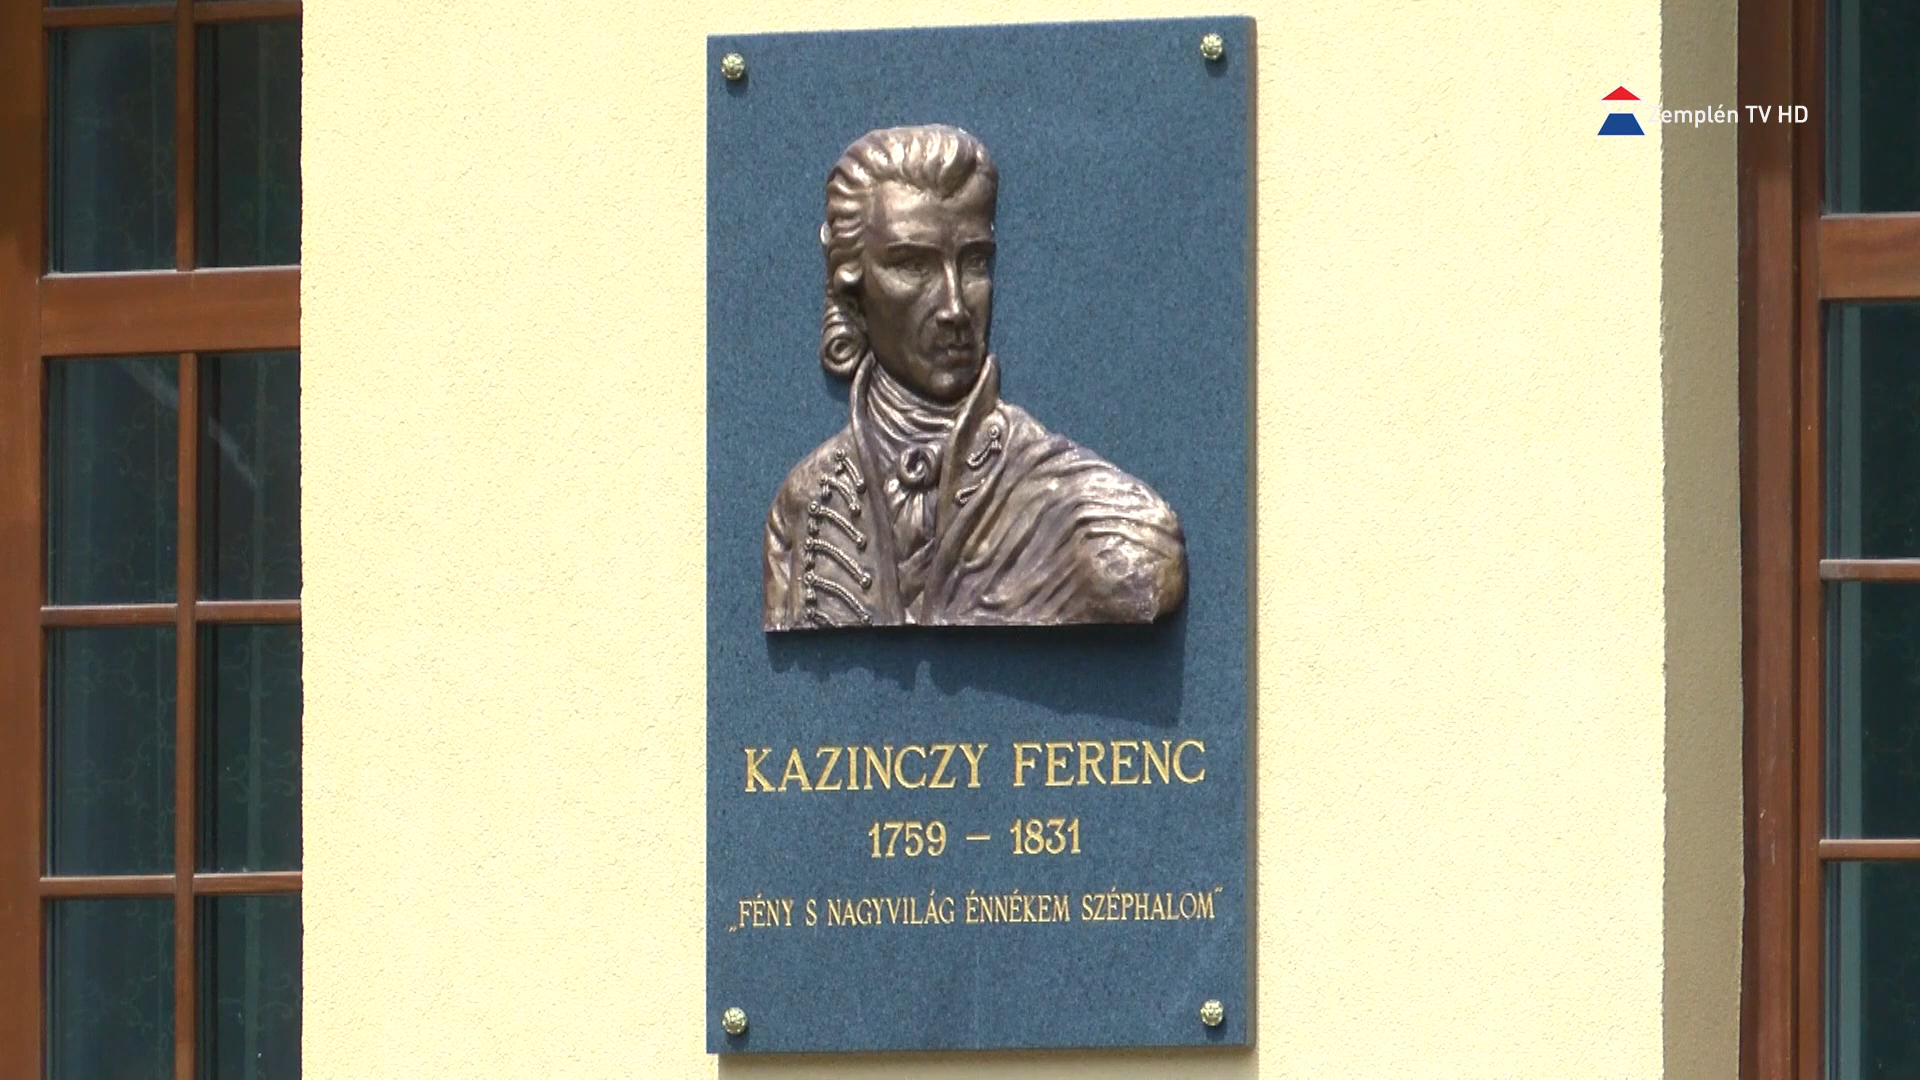 Zemplén TV HD
KAZINCZY FERENC
1759 – 1831
„FÉNY S NAGYVILÁG ÉNNÉKEM SZÉPHALOM"